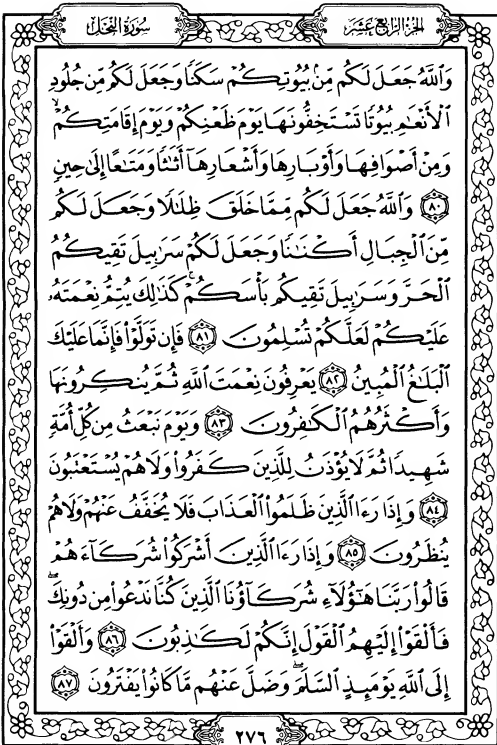 الجزء الرابع عشر
سورة النحل
وَٱللَّهُ جَعَلَ لَكُم مِّنۢ بُيُوتِكُمْ سَكَنًا وَجَعَلَ لَكُم مِّن جُلُودِ
ٱلْأَنْعَٰمِ بُيُوتًا تَسْتَخِفُّونَهَا يَوْمَ ظَعْنِكُمْ وَيَوْمَ إِقَامَتِكُمْ ۙ
وَمِنْ أَصْوَافِهَا وَأَوْبَارِهَا وَأَشْعَارِهَآ أَثَٰثًا وَمَتَٰعًا إِلَىٰ حِينٍ
﴿٨٠﴾ وَٱللَّهُ جَعَلَ لَكُم مِّمَّا خَلَقَ ظِلَٰلًا وَجَعَلَ لَكُم
مِّنَ ٱلْجِبَالِ أَكْنَٰنًا وَجَعَلَ لَكُمْ سَرَٰبِيلَ تَقِيكُمُ
ٱلْحَرَّ وَسَرَٰبِيلَ تَقِيكُم بَأْسَكُمْ ۚ كَذَٰلِكَ يُتِمُّ نِعْمَتَهُۥ
عَلَيْكُمْ لَعَلَّكُمْ تُسْلِمُونَ ﴿٨١﴾ فَإِن تَوَلَّوْا۟ فَإِنَّمَا عَلَيْكَ
ٱلْبَلَٰغُ ٱلْمُبِينُ ﴿٨٢﴾ يَعْرِفُونَ نِعْمَتَ ٱللَّهِ ثُمَّ يُنكِرُونَهَا
وَأَكْثَرُهُمُ ٱلْكَٰفِرُونَ ﴿٨٣﴾ وَيَوْمَ نَبْعَثُ مِن كُلِّ أُمَّةٍ
شَهِيدًا ثُمَّ لَا يُؤْذَنُ لِلَّذِينَ كَفَرُوا۟ وَلَا هُمْ يُسْتَعْتَبُونَ
﴿٨٤﴾ وَإِذَا رَءَا ٱلَّذِينَ ظَلَمُوا۟ ٱلْعَذَابَ فَلَا يُخَفَّفُ عَنْهُمْ وَلَا هُمْ
يُنظَرُونَ ﴿٨٥﴾ وَإِذَا رَءَا ٱلَّذِينَ أَشْرَكُوا۟ شُرَكَآءَهُمْ
قَالُوا۟ رَبَّنَا هَٰٓؤُلَآءِ شُرَكَآؤُنَا ٱلَّذِينَ كُنَّا نَدْعُوا۟ مِن دُونِكَ ۖ
فَأَلْقَوْا۟ إِلَيْهِمُ ٱلْقَوْلَ إِنَّكُمْ لَكَٰذِبُونَ ﴿٨٦﴾ وَأَلْقَوْا۟
إِلَى ٱللَّهِ يَوْمَئِذٍ ٱلسَّلَمَ ۖ وَضَلَّ عَنْهُم مَّا كَانُوا۟ يَفْتَرُونَ ﴿٨٧﴾
٢٧٦